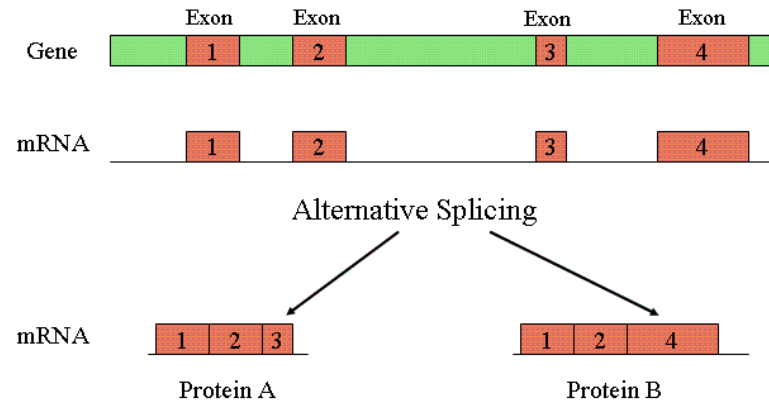 Exon Exon Exon Exon
Gene 1 2 3 4
mRNA 1 2 3 4
Alternative Splicing
mRNA 1 2 3 1 2 4
Protein A Protein B